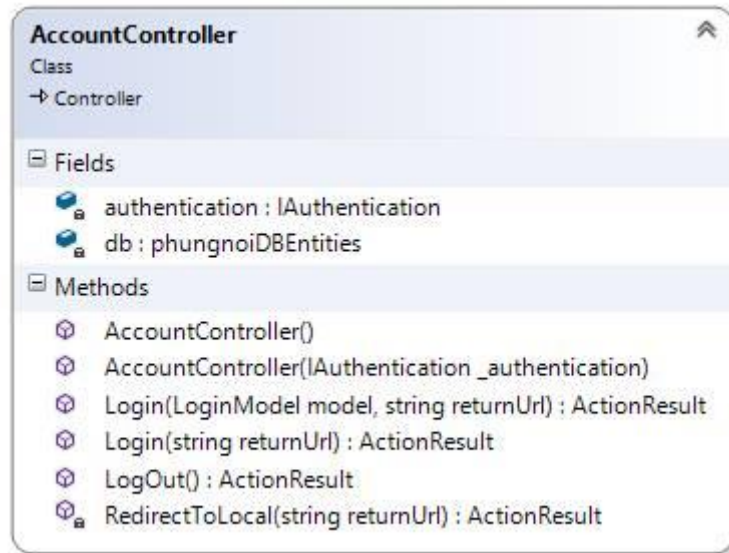 AccountController
Class
Controller
Fields
authentication : IAuthentication
db : phungnoiDBEntities
Methods
AccountController()
AccountController(IAuthentication _authentication)
Login(LoginModel model, string returnUrl) : ActionResult
Login(string returnUrl) : ActionResult
LogOut() : ActionResult
RedirectToLocal(string returnUrl) : ActionResult